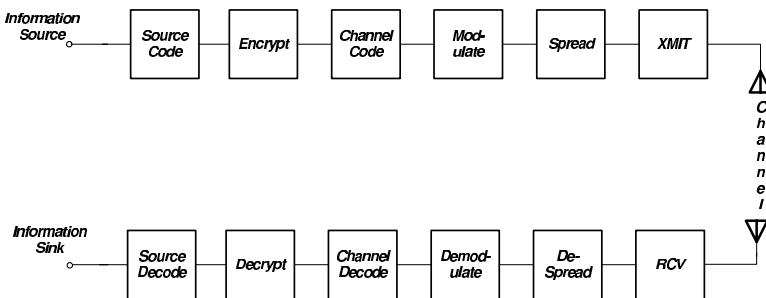 Information
Source
Source
Code
Encrypt
Channel
Code
Mod-
ulate
Spread
XMIT
Channel
Information
Sink
Source
Decode
Decrypt
Channel
Decode
Demod-
ulate
De-
Spread
RCV